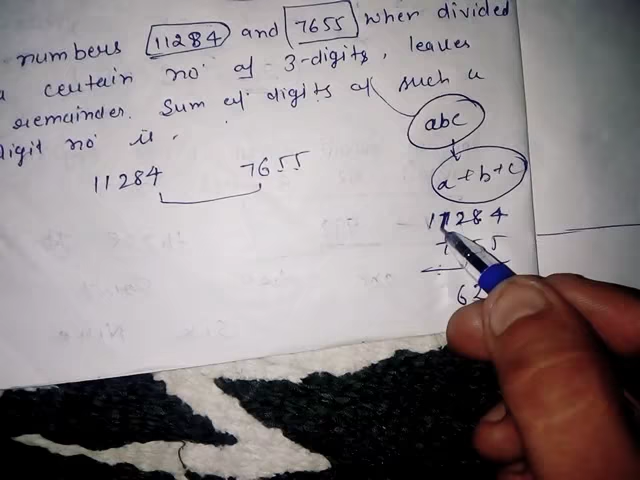 numbers 11284 and 7655 when divided
a certain no of 3-digits, leaves
remainder. Sum of digits of such a
digit no is.
abc
a+b+c
11284 7655
11284
5
62